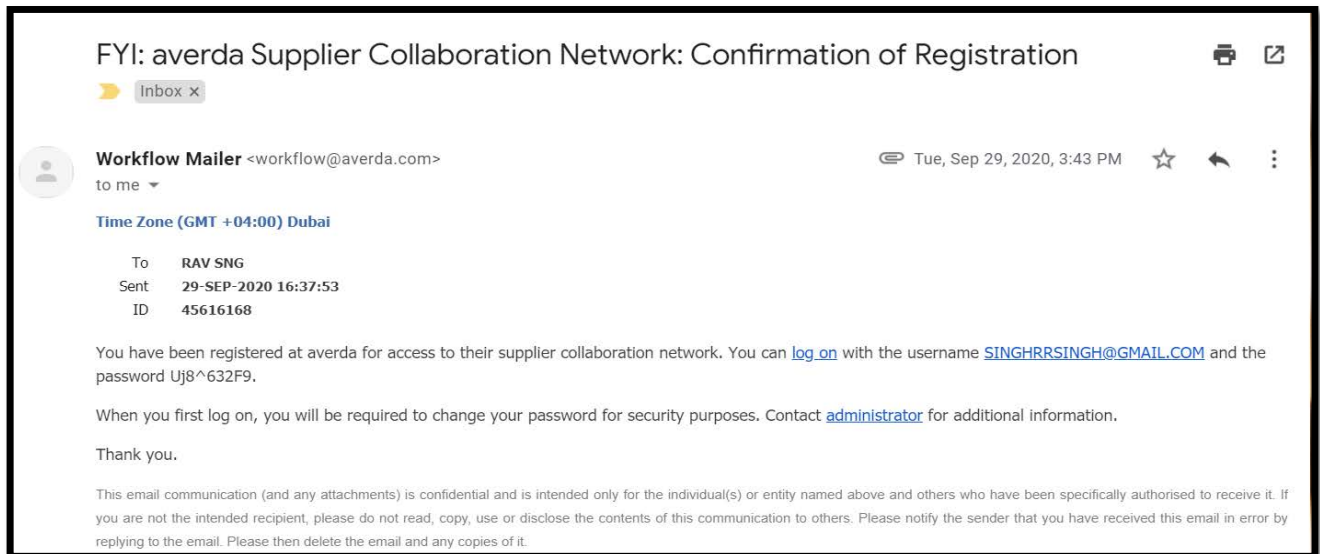 FYI: averda Supplier Collaboration Network: Confirmation of Registration
Inbox x
Workflow Mailer <workflow@averda.com>
Tue, Sep 29, 2020, 3:43 PM
to me
Time Zone (GMT +04:00) Dubai
To RAV SNG
Sent 29-SEP-2020 16:37:53
ID 45616168
You have been registered at averda for access to their supplier collaboration network. You can log on with the username SINGHRRSINGH@GMAIL.COM and the
password Uj8^632F9.
When you first log on, you will be required to change your password for security purposes. Contact administrator for additional information.
Thank you.
This email communication (and any attachments) is confidential and is intended only for the individual(s) or entity named above and others who have been specifically authorised to receive it. If
you are not the intended recipient, please do not read, copy, use or disclose the contents of this communication to others. Please notify the sender that you have received this email in error by
replying to the email. Please then delete the email and any copies of it.